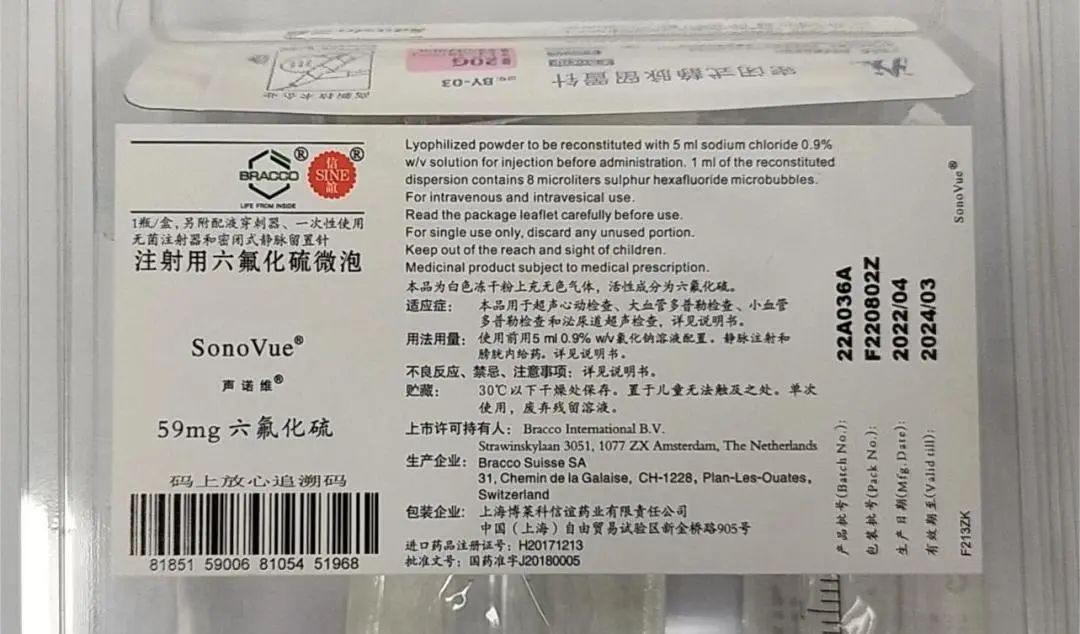 密闭式静脉留置针
BY-03
20G
BRACCO®
LIFE FROM INSIDE
信谊
SINE®
1瓶/盒,另附配液穿刺器、一次性使用
无菌注射器和密闭式静脉留置针
注射用六氟化硫微泡
SonoVue®
声诺维®
59mg 六氟化硫
码上放心追溯码
81851 59006 81054 51968
Lyophilized powder to be reconstituted with 5 ml sodium chloride 0.9%
w/v solution for injection before administration. 1 ml of the reconstituted
dispersion contains 8 microliters sulphur hexafluoride microbubbles.
For intravenous and intravesical use.
Read the package leaflet carefully before use.
For single use only, discard any unused portion.
Keep out of the reach and sight of children.
Medicinal product subject to medical prescription.
本品为白色冻干粉上充无色气体,活性成分为六氟化硫。
适应症: 本品用于超声心动检查、大血管多普勒检查、小血管
多普勒检查和泌尿道超声检查,详见说明书。
用法用量: 使用前用5 ml 0.9% w/v氯化钠溶液配置。静脉注射和
膀胱内给药。详见说明书。
不良反应、禁忌、注意事项:详见说明书。
贮藏: 30℃以下干燥处保存。置于儿童无法触及之处。单次
使用,废弃残留溶液。
上市许可持有人: Bracco International B.V.
Strawinskylaan 3051, 1077 ZX Amsterdam, The Netherlands
生产企业: Bracco Suisse SA
31, Chemin de la Galaise, CH-1228, Plan-Les-Ouates,
Switzerland
包装企业: 上海博莱科信谊药业有限责任公司
中国(上海)自由贸易试验区新金桥路905号
进口药品注册证号:H20171213
批准文号:国药准字J20180005
产品批号(Batch No.): 22A036A
包装批号(Pack No.): F220802Z
生产日期(Mfg. Date): 2022/04
有效期至(Valid till): 2024/03
SonoVue®
F213ZK